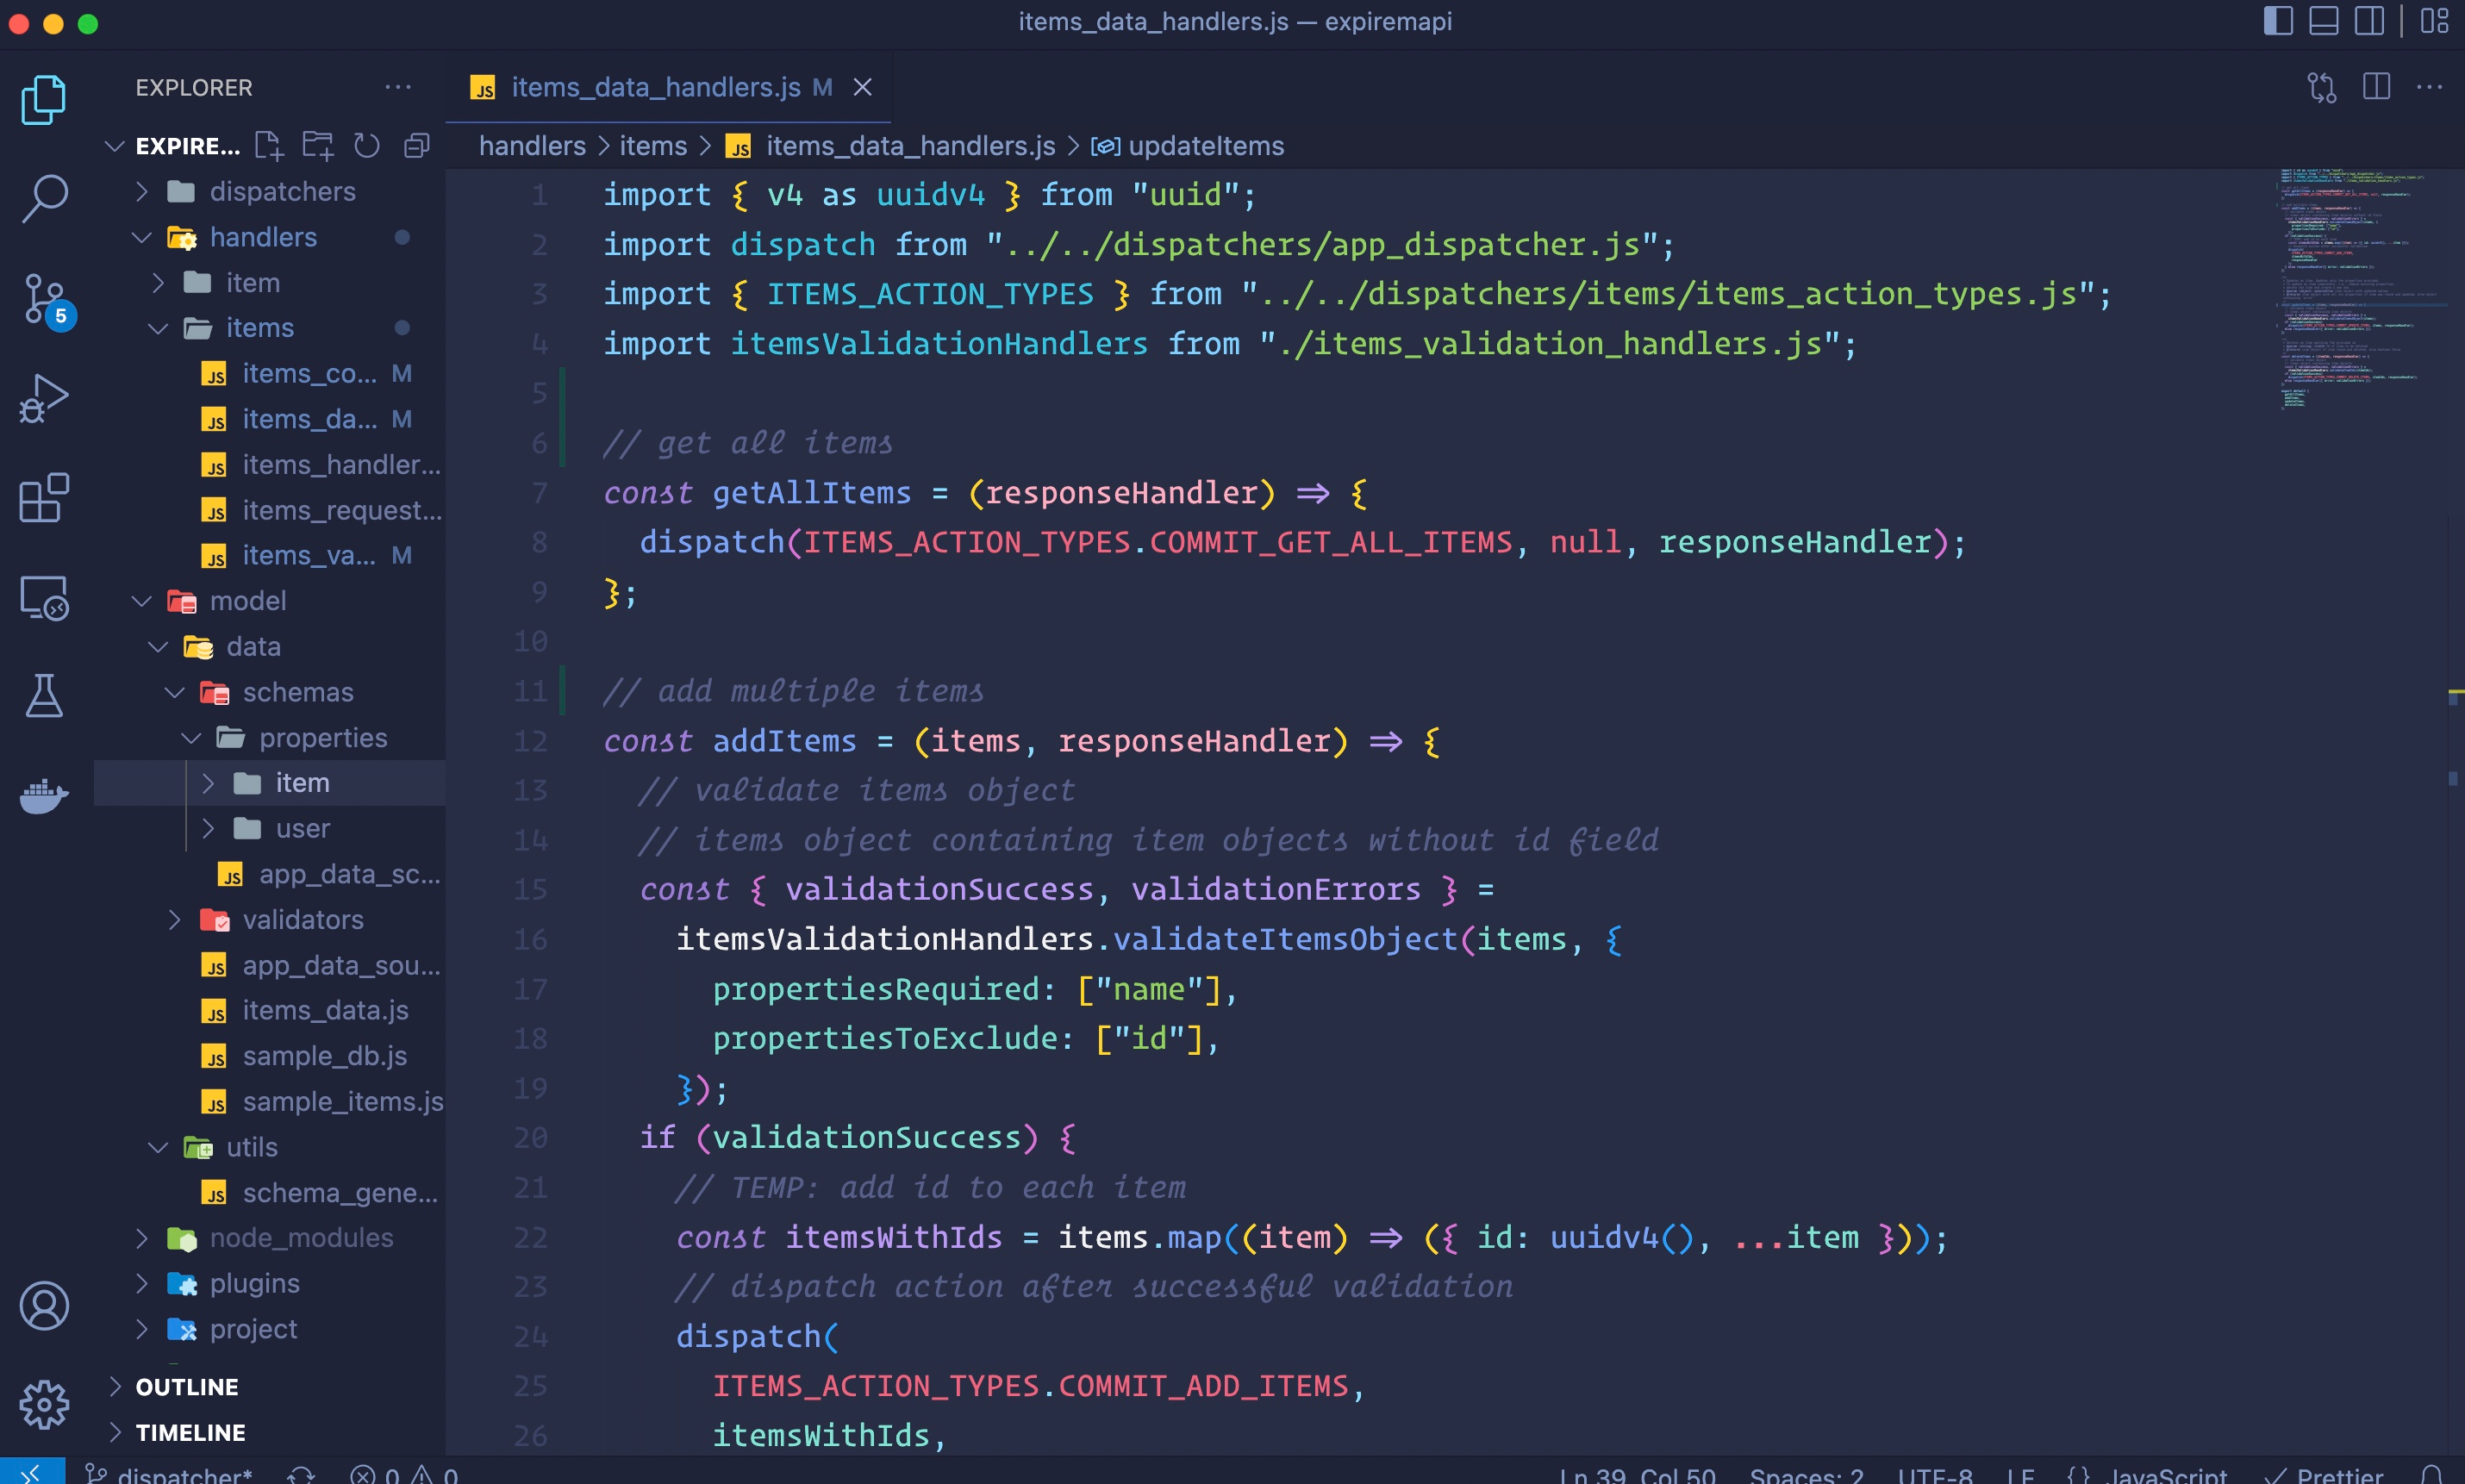 items_data_handlers.js — expiremapi
EXPLORER
EXPIRE...
dispatchers
handlers
item
items
items_co... M
items_da... M
items_handler...
items_request...
items_va... M
model
data
schemas
properties
item
user
app_data_sc...
validators
app_data_sou...
items_data.js
sample_db.js
sample_items.js
utils
schema_gene...
node_modules
plugins
project
OUTLINE
TIMELINE
5
items_data_handlers.js M
handlers > items > items_data_handlers.js > updateItems
1 import { v4 as uuidv4 } from "uuid";
2 import dispatch from "../../dispatchers/app_dispatcher.js";
3 import { ITEMS_ACTION_TYPES } from "../../dispatchers/items/items_action_types.js";
4 import itemsValidationHandlers from "./items_validation_handlers.js";
5
6 // get all items
7 const getAllItems = (responseHandler) => {
8 dispatch(ITEMS_ACTION_TYPES.COMMIT_GET_ALL_ITEMS, null, responseHandler);
9 };
10
11 // add multiple items
12 const addItems = (items, responseHandler) => {
13 // validate items object
14 // items object containing item objects without id field
15 const { validationSuccess, validationErrors } =
16 itemsValidationHandlers.validateItemsObject(items, {
17 propertiesRequired: ["name"],
18 propertiesToExclude: ["id"],
19 });
20 if (validationSuccess) {
21 // TEMP: add id to each item
22 const itemsWithIds = items.map((item) => ({ id: uuidv4(), ...item }));
23 // dispatch action after successful validation
24 dispatch(
25 ITEMS_ACTION_TYPES.COMMIT_ADD_ITEMS,
26 itemsWithIds,
dispatcher* 0 0 Ln 39, Col 50 Spaces: 2 UTF-8 LF {} JavaScript Prettier